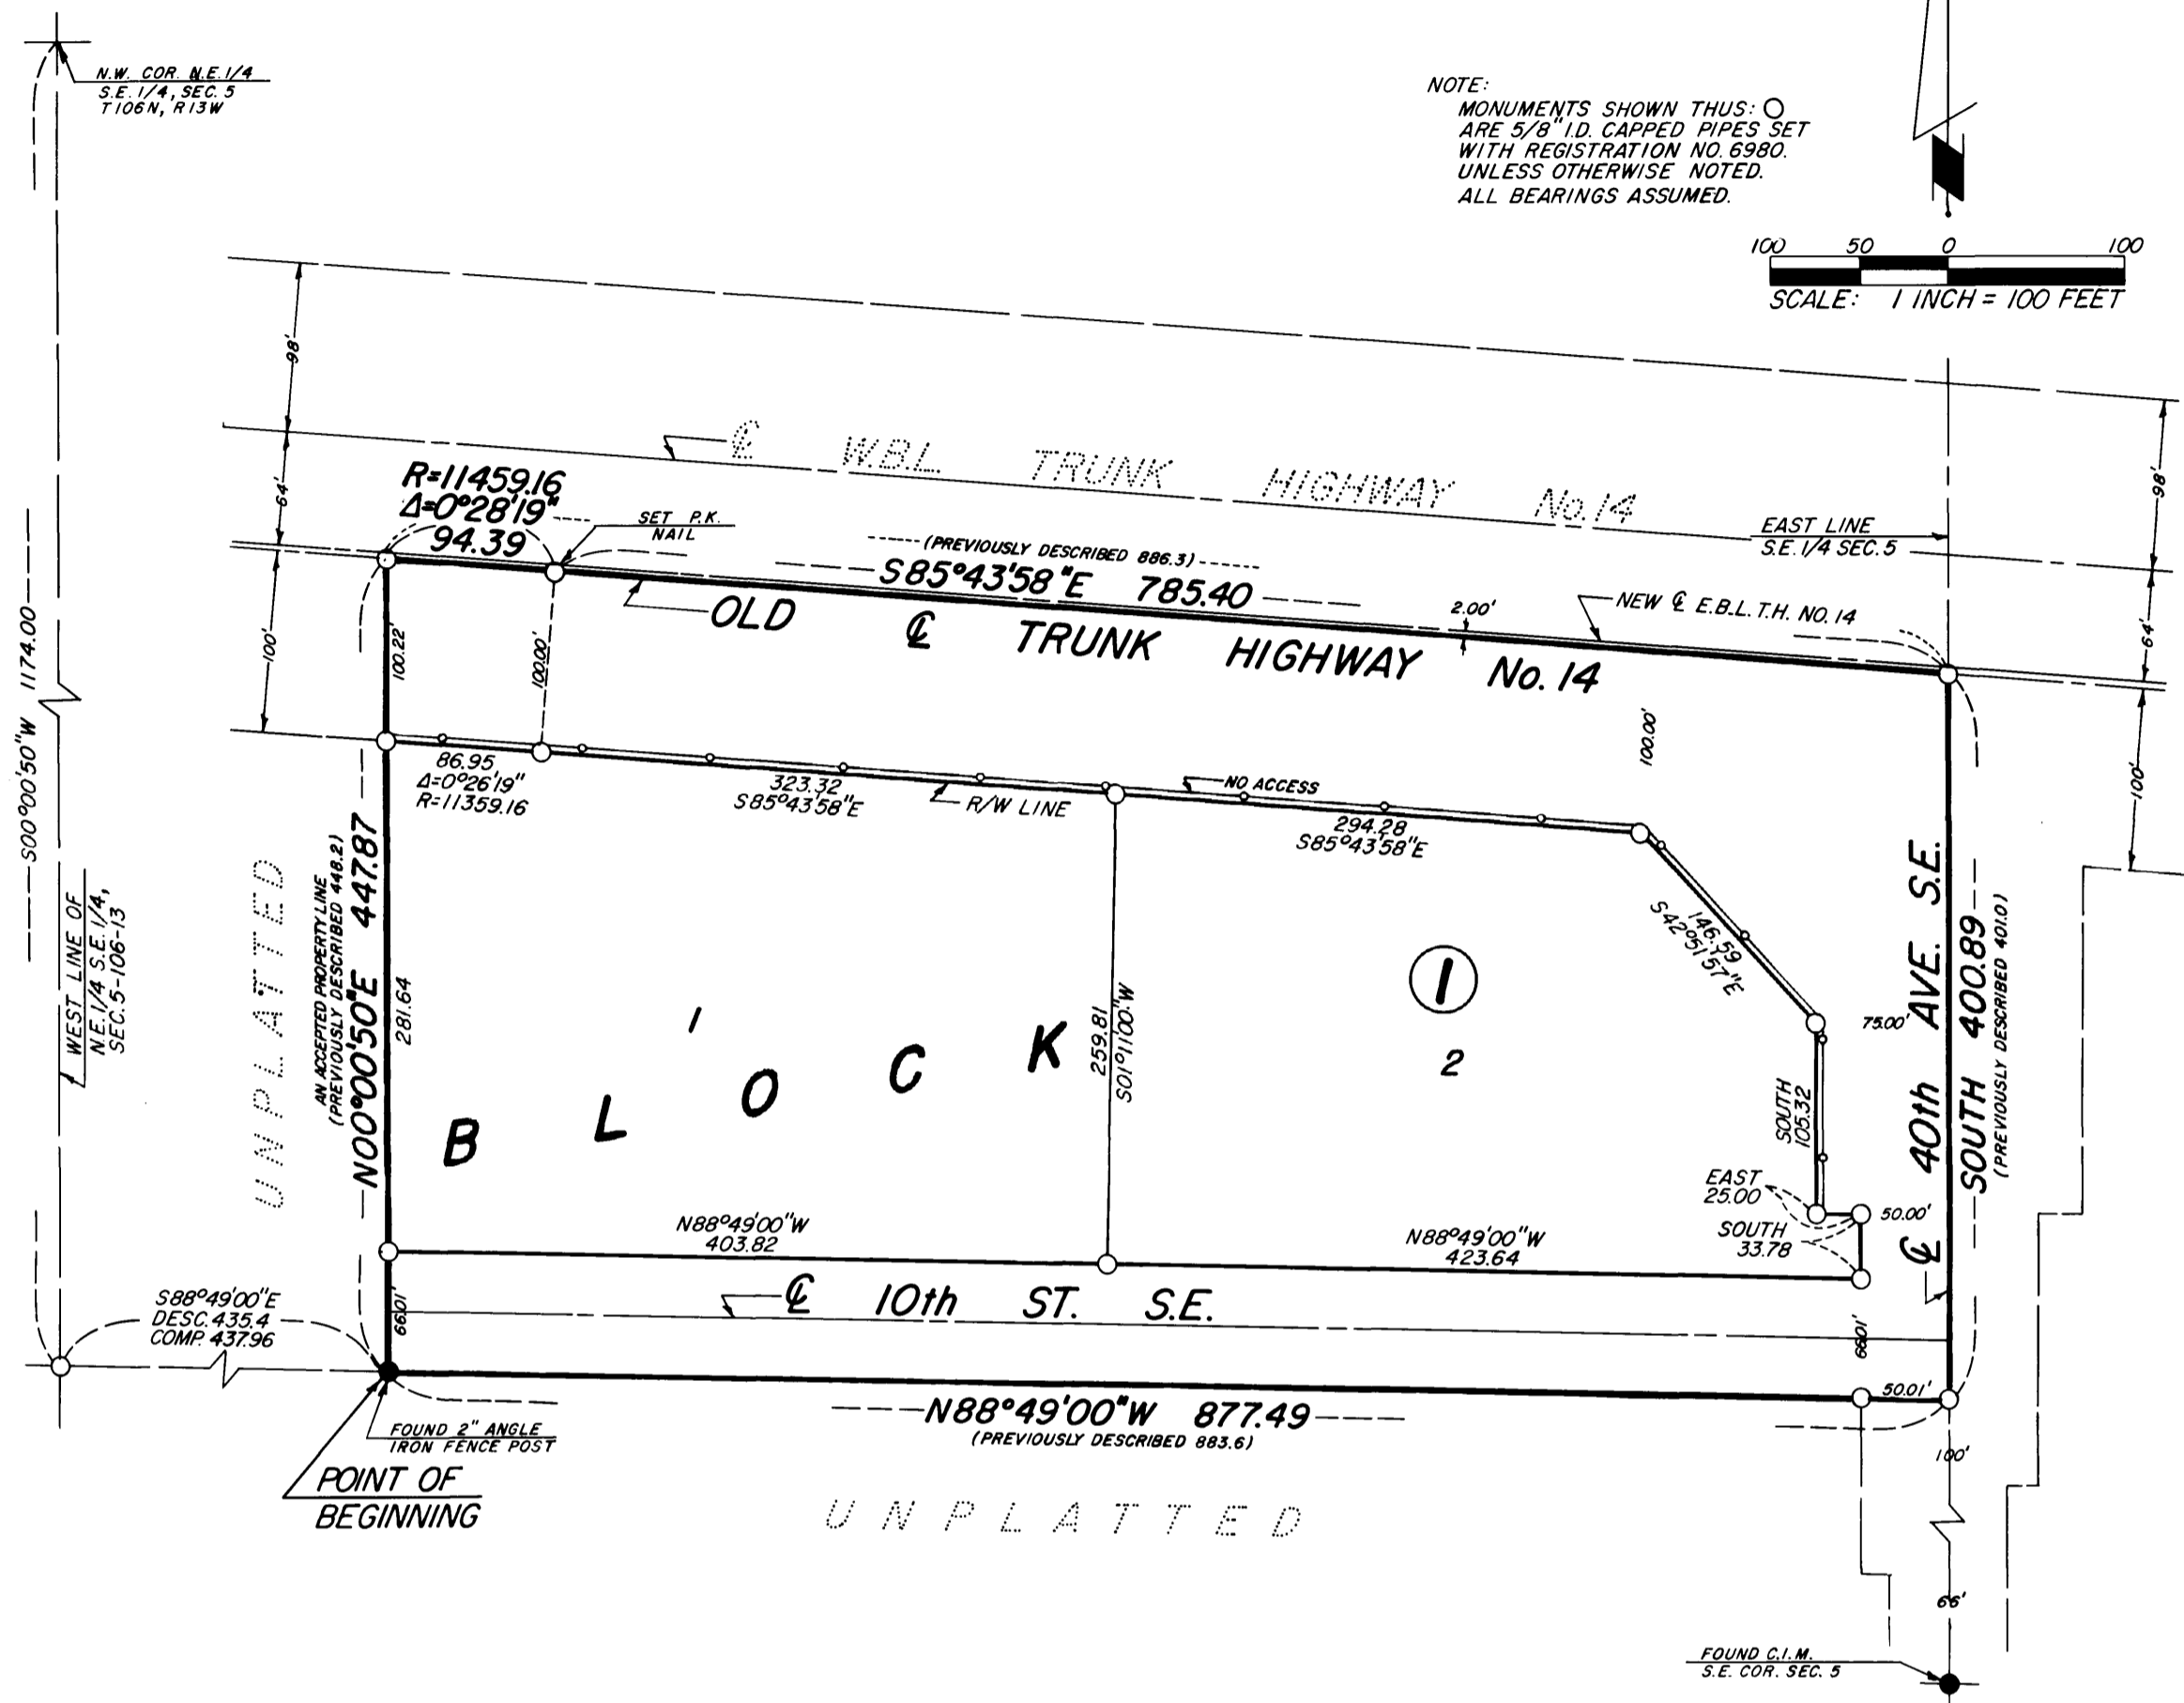 N.W. COR. N.E. 1/4
S.E. 1/4, SEC. 5
T106N, R13W
NOTE:
MONUMENTS SHOWN THUS: O
ARE 5/8" I.D. CAPPED PIPES SET
WITH REGISTRATION NO. 6980.
UNLESS OTHERWISE NOTED.
ALL BEARINGS ASSUMED.
100 50 0 100
SCALE: 1 INCH = 100 FEET
98'
64'
100'
R=11459.16
Δ=0°28'19"
94.39
SET P.K.
NAIL
℄ W.B.L. TRUNK HIGHWAY No.14
EAST LINE
S.E. 1/4 SEC. 5
98'
64'
100'
(PREVIOUSLY DESCRIBED 886.3)
S85°43'58"E 785.40
OLD ℄ TRUNK HIGHWAY No. 14
2.00'
NEW ℄ E.B.L. T.H. NO. 14
100.22'
100.00'
100.00'
86.95
Δ=0°26'19"
R=11359.16
323.32
S85°43'58"E
R/W LINE
NO ACCESS
294.28
S85°43'58"E
146.59
S42°51'57"E
S00°00'50"W 1174.00
WEST LINE OF
N.E. 1/4 S.E. 1/4,
SEC. 5-106-13
UNPLATTED
AN ACCEPTED PROPERTY LINE
(PREVIOUSLY DESCRIBED 448.2)
N00°00'50"E 447.87
281.64
1
BLOCK
259.81
S01°11'00"W
1
2
75.00'
SOUTH
105.32
EAST
25.00
50.00'
SOUTH
33.78
℄ 40th AVE. S.E.
SOUTH 400.89
(PREVIOUSLY DESCRIBED 401.0)
N88°49'00"W
403.82
N88°49'00"W
423.64
S88°49'00"E
DESC. 435.4
COMP. 437.96
66.01'
℄ 10th ST. S.E.
66.01'
50.01'
N88°49'00"W 877.49
(PREVIOUSLY DESCRIBED 883.6)
FOUND 2" ANGLE
IRON FENCE POST
POINT OF
BEGINNING
UNPLATTED
100'
66'
FOUND C.I.M.
S.E. COR. SEC. 5